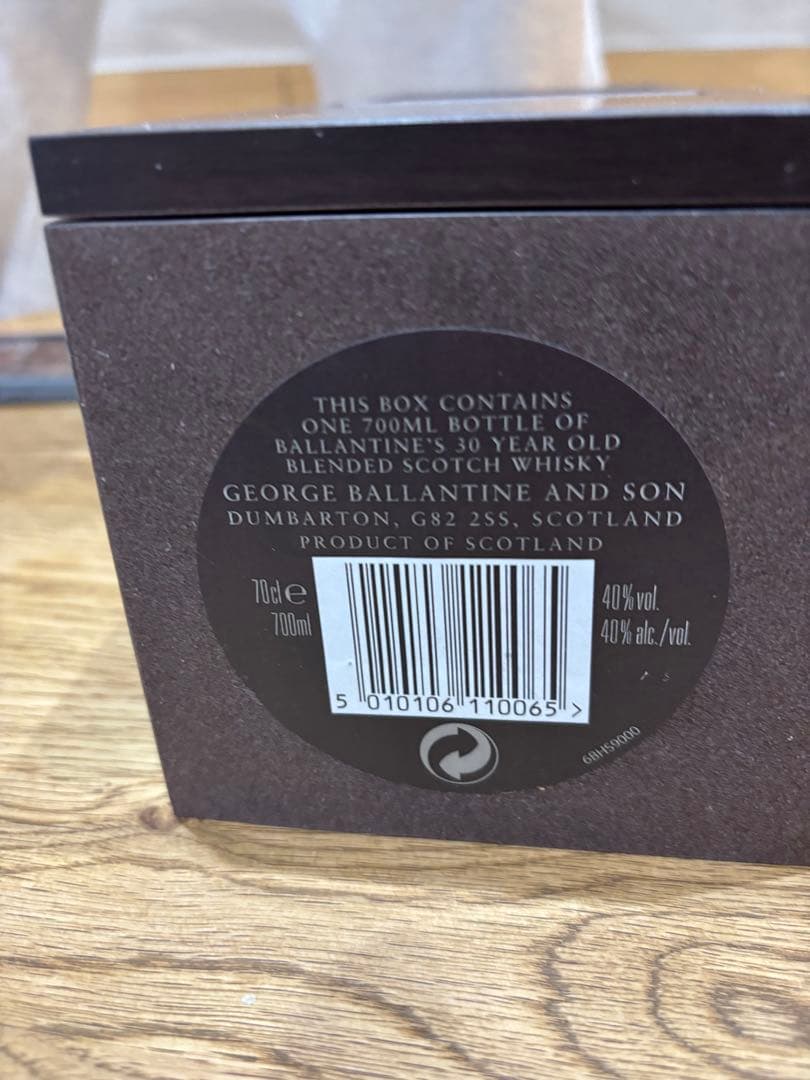 THIS BOX CONTAINS
ONE 700ML BOTTLE OF
BALLANTINE'S 30 YEAR OLD
BLENDED SCOTCH WHISKY
GEORGE BALLANTINE AND SON
DUMBARTON, G82 2SS, SCOTLAND
PRODUCT OF SCOTLAND
70cl e
700ml
40%vol.
40% alc./vol.
5 010106 110065 >
6BHS9000